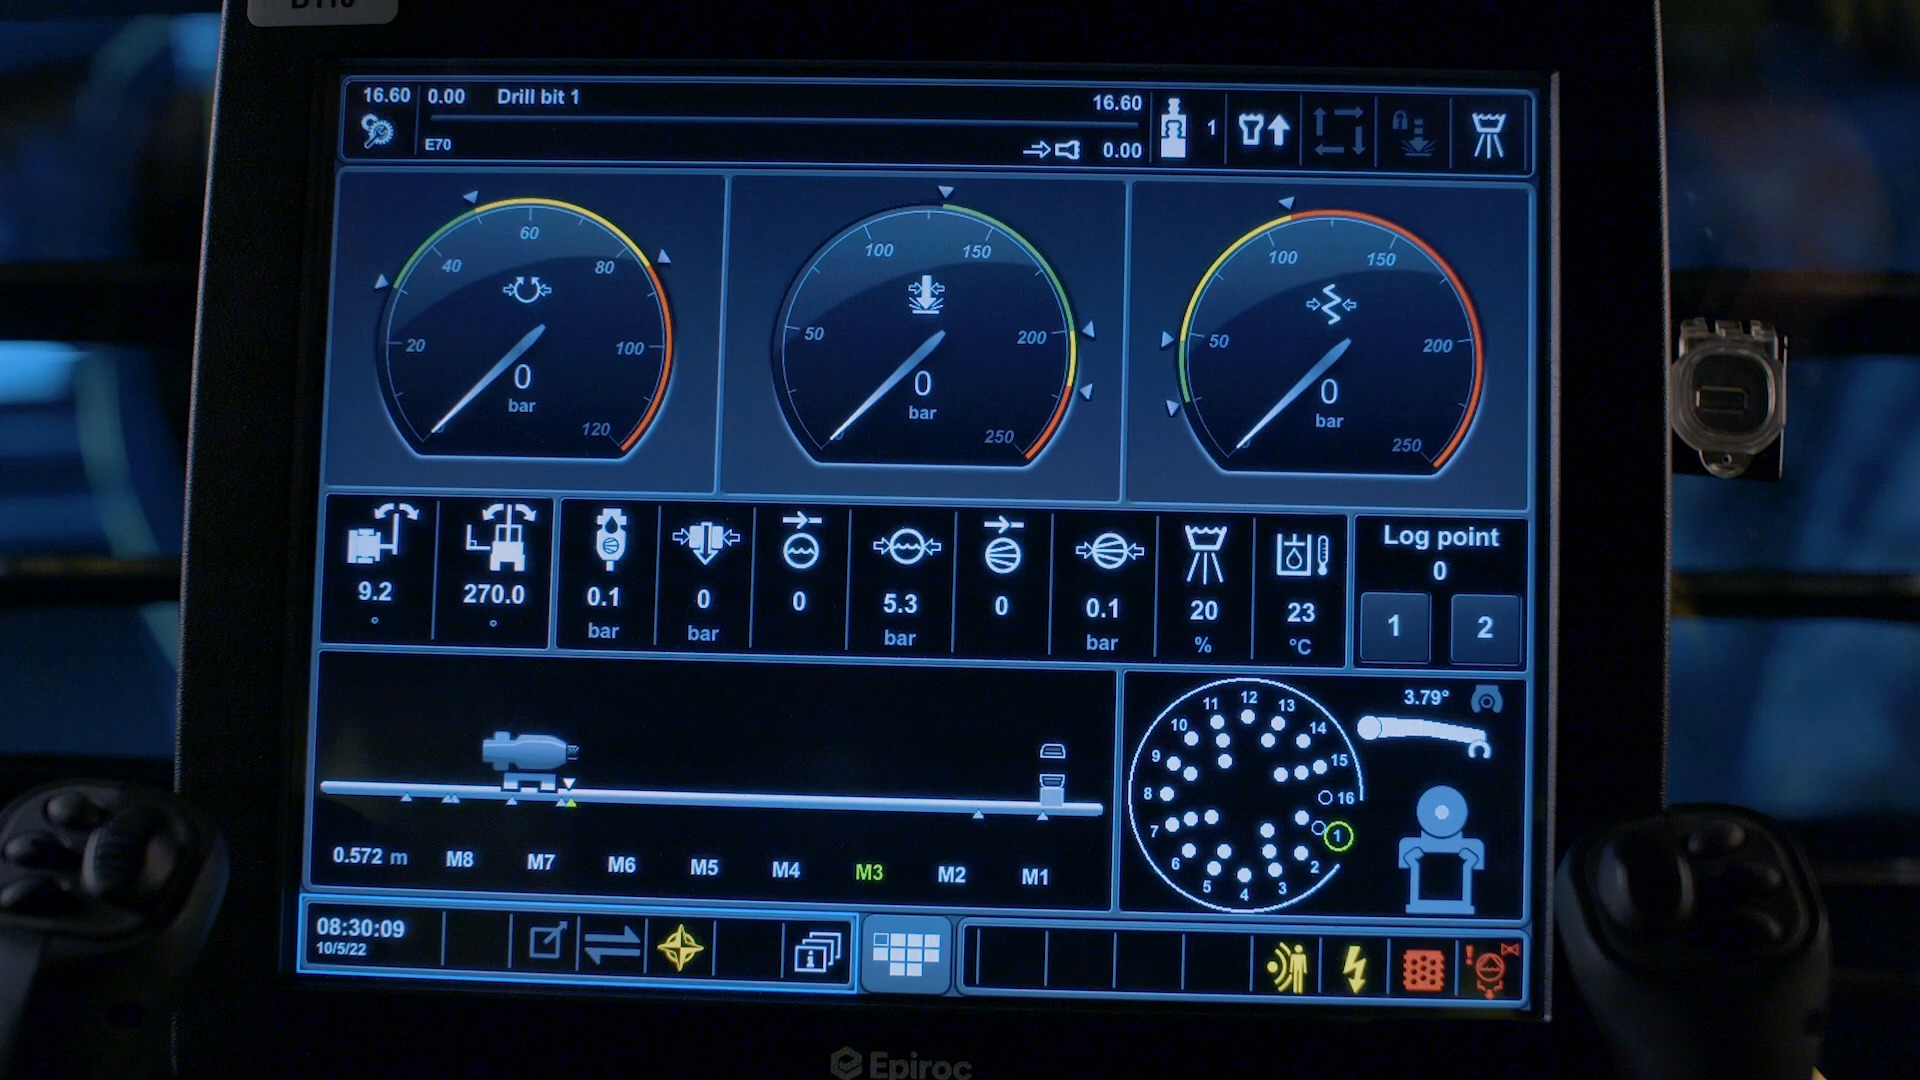 16.60 0.00 Drill bit 1 16.60
E70 0.00 1
20 40 60 80 100 120
0
bar
50 100 150 200 250
0
bar
50 100 150 200 250
0
bar
9.2
°
270.0
°
0.1
bar
0
bar
0
5.3
bar
0
0.1
bar
20
%
23
°C
Log point
0
1 2
0.572 m M8 M7 M6 M5 M4 M3 M2 M1
1
2
3
4
5
6
7
8
9
10
11
12
13
14
15
16
3.79°
08:30:09
10/5/22
Epiroc